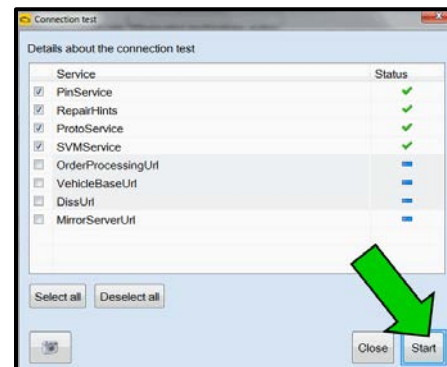 Connection test
Details about the connection test
Service Status
PinService
RepairHints
ProtoService
SVMService
OrderProcessingUrl
VehicleBaseUrl
DissUrl
MirrorServerUrl
Select all Deselect all
Close Start